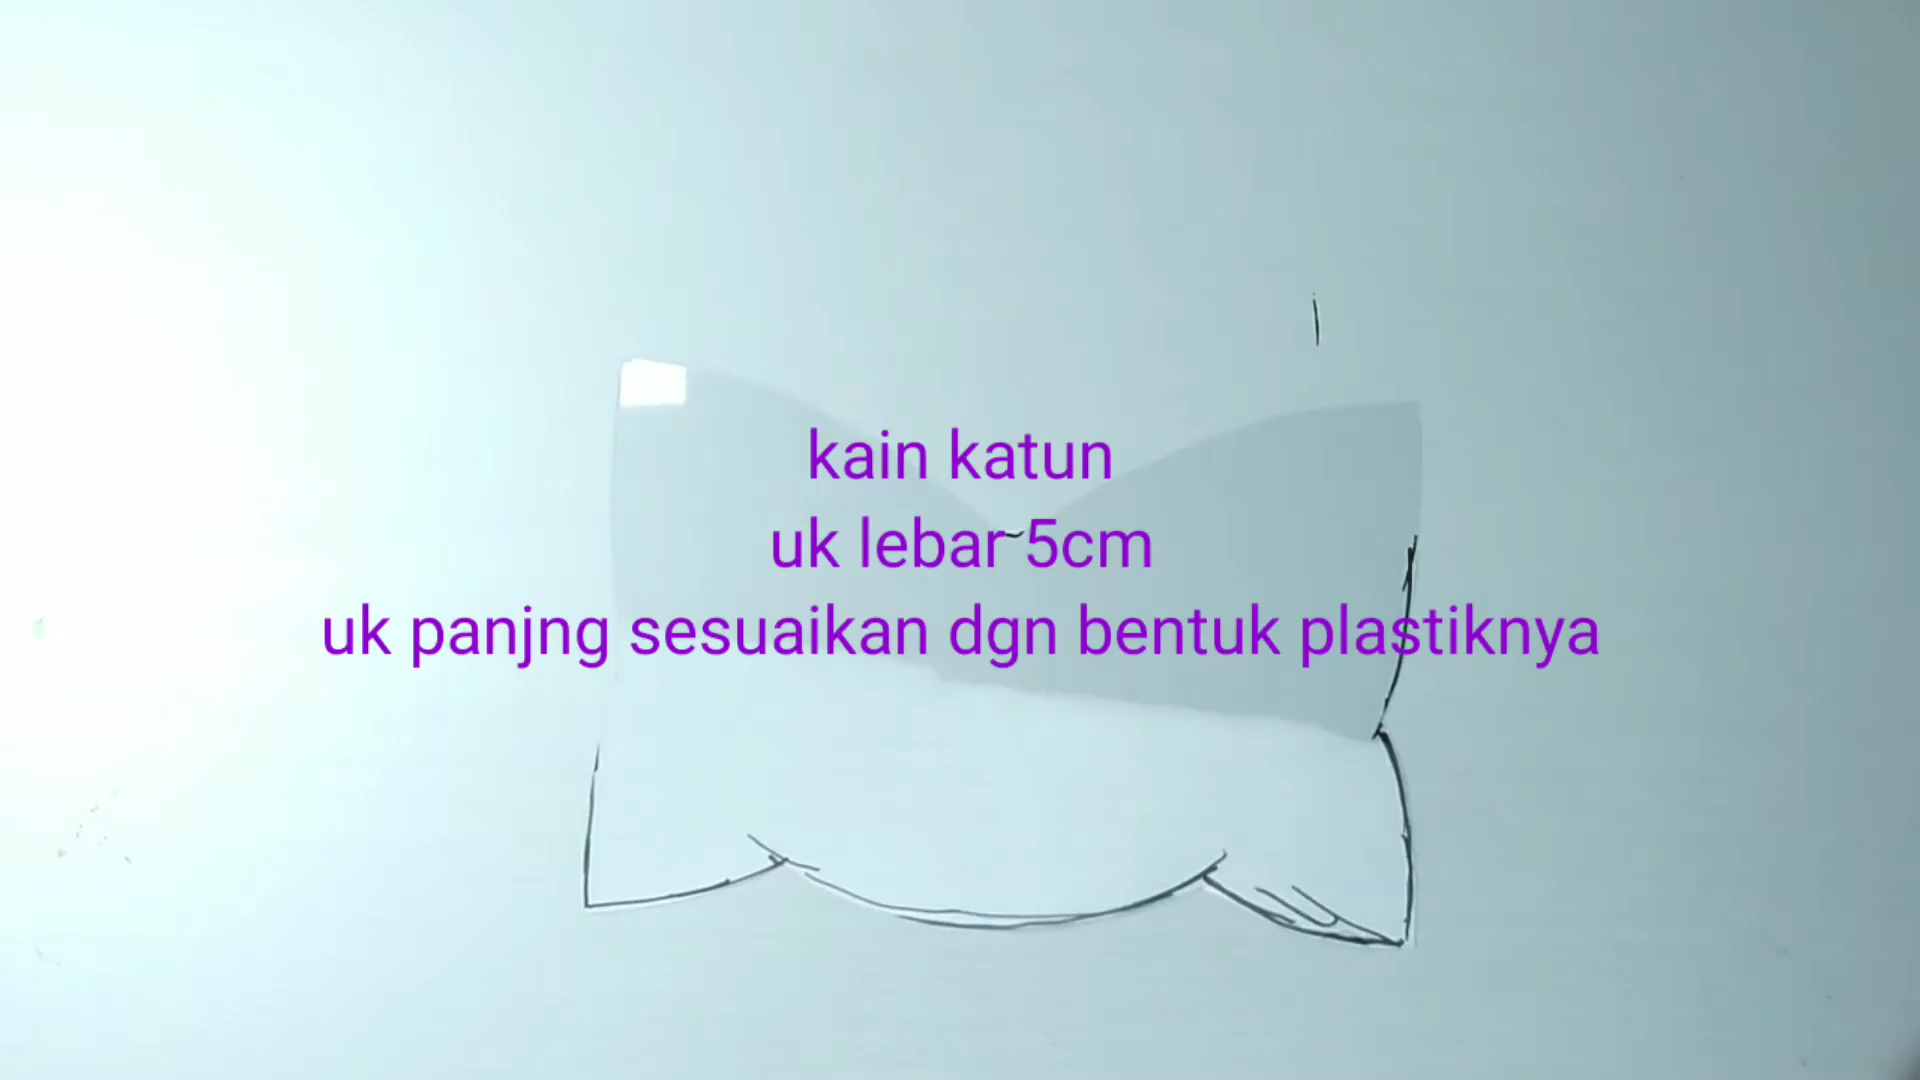 kain katun
uk lebar 5cm
uk panjng sesuaikan dgn bentuk plastiknya